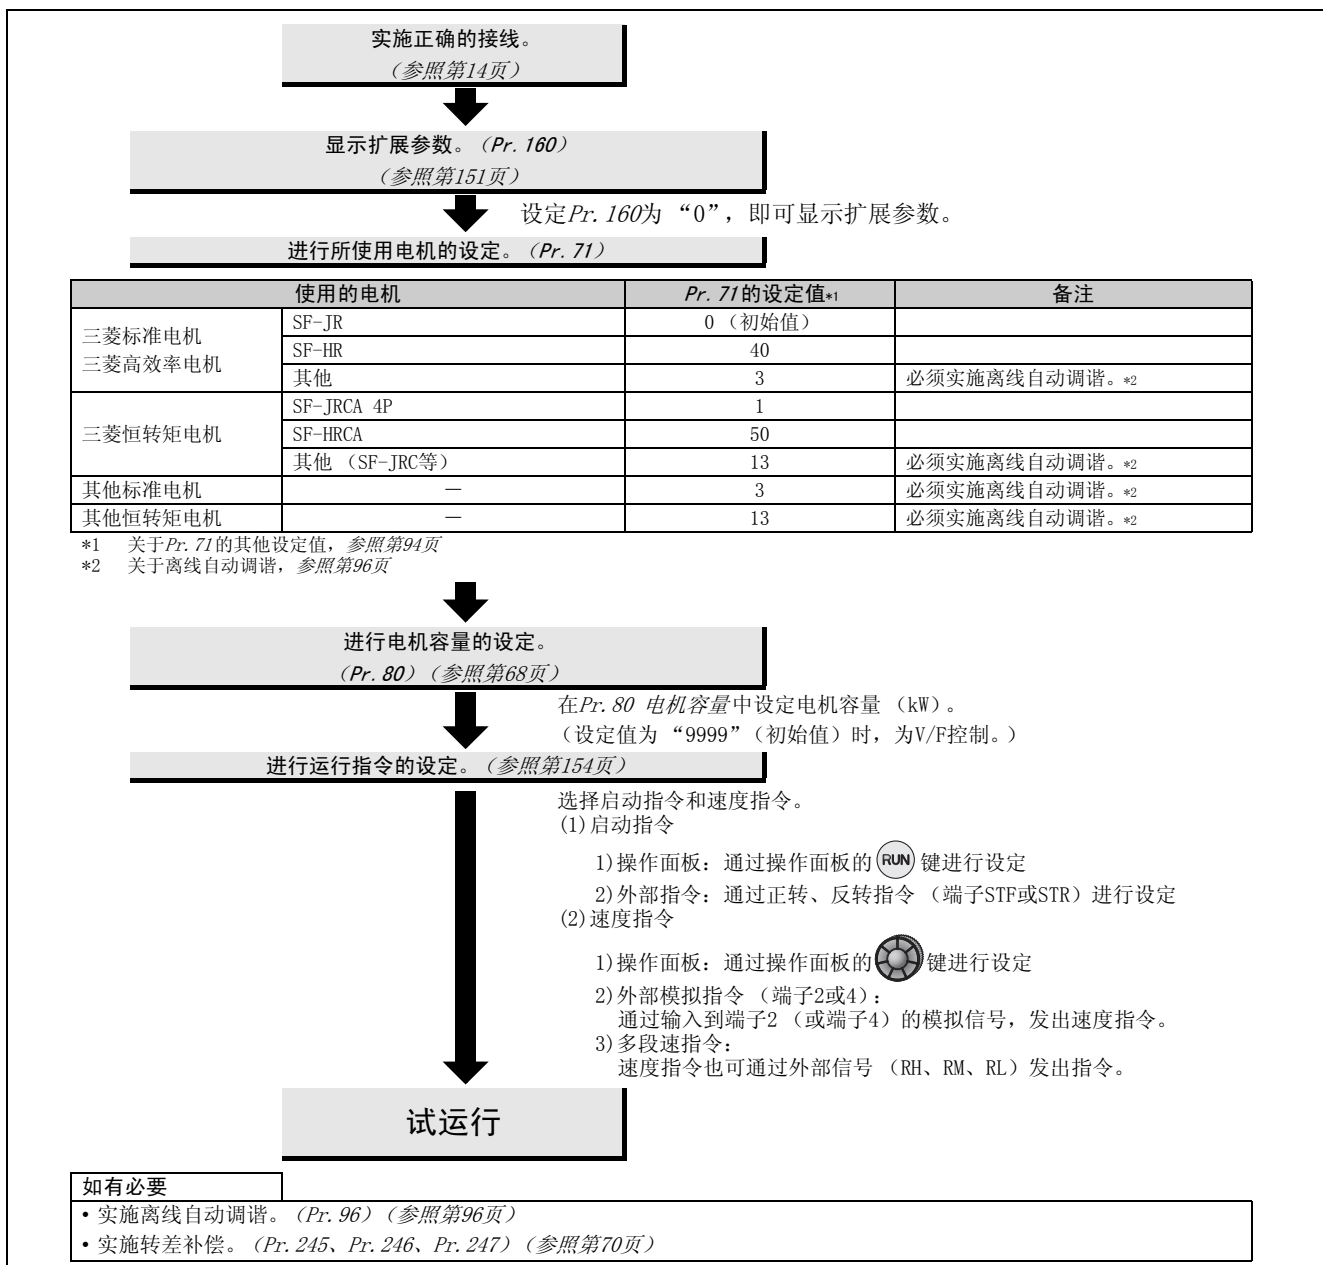 实施正确的接线。
（参照第14页）
显示扩展参数。（Pr. 160）
（参照第151页）
设定Pr. 160为 “0”，即可显示扩展参数。
进行所使用电机的设定。（Pr. 71）
使用的电机 Pr. 71的设定值*1 备注
三菱标准电机
三菱高效率电机
SF-JR 0 （初始值）
SF-HR 40
其他 3 必须实施离线自动调谐。*2
三菱恒转矩电机
SF-JRCA 4P 1
SF-HRCA 50
其他 （SF-JRC等） 13 必须实施离线自动调谐。*2
其他标准电机 — 3 必须实施离线自动调谐。*2
其他恒转矩电机 — 13 必须实施离线自动调谐。*2
*1 关于Pr. 71的其他设定值，参照第94页
*2 关于离线自动调谐，参照第96页
进行电机容量的设定。
（Pr. 80）（参照第68页）
在Pr. 80 电机容量中设定电机容量 （kW）。
（设定值为 “9999”（初始值）时，为V/F控制。）
进行运行指令的设定。（参照第154页）
选择启动指令和速度指令。
(1)启动指令
1)操作面板：通过操作面板的RUN键进行设定
2)外部指令：通过正转、反转指令 （端子STF或STR）进行设定
(2)速度指令
1)操作面板：通过操作面板的键进行设定
2)外部模拟指令 （端子2或4）：
通过输入到端子2 （或端子4）的模拟信号，发出速度指令。
3)多段速指令：
速度指令也可通过外部信号 （RH、RM、RL）发出指令。
试运行
如有必要
• 实施离线自动调谐。（Pr. 96）（参照第96页）
• 实施转差补偿。（Pr. 245、Pr. 246、Pr. 247）（参照第70页）